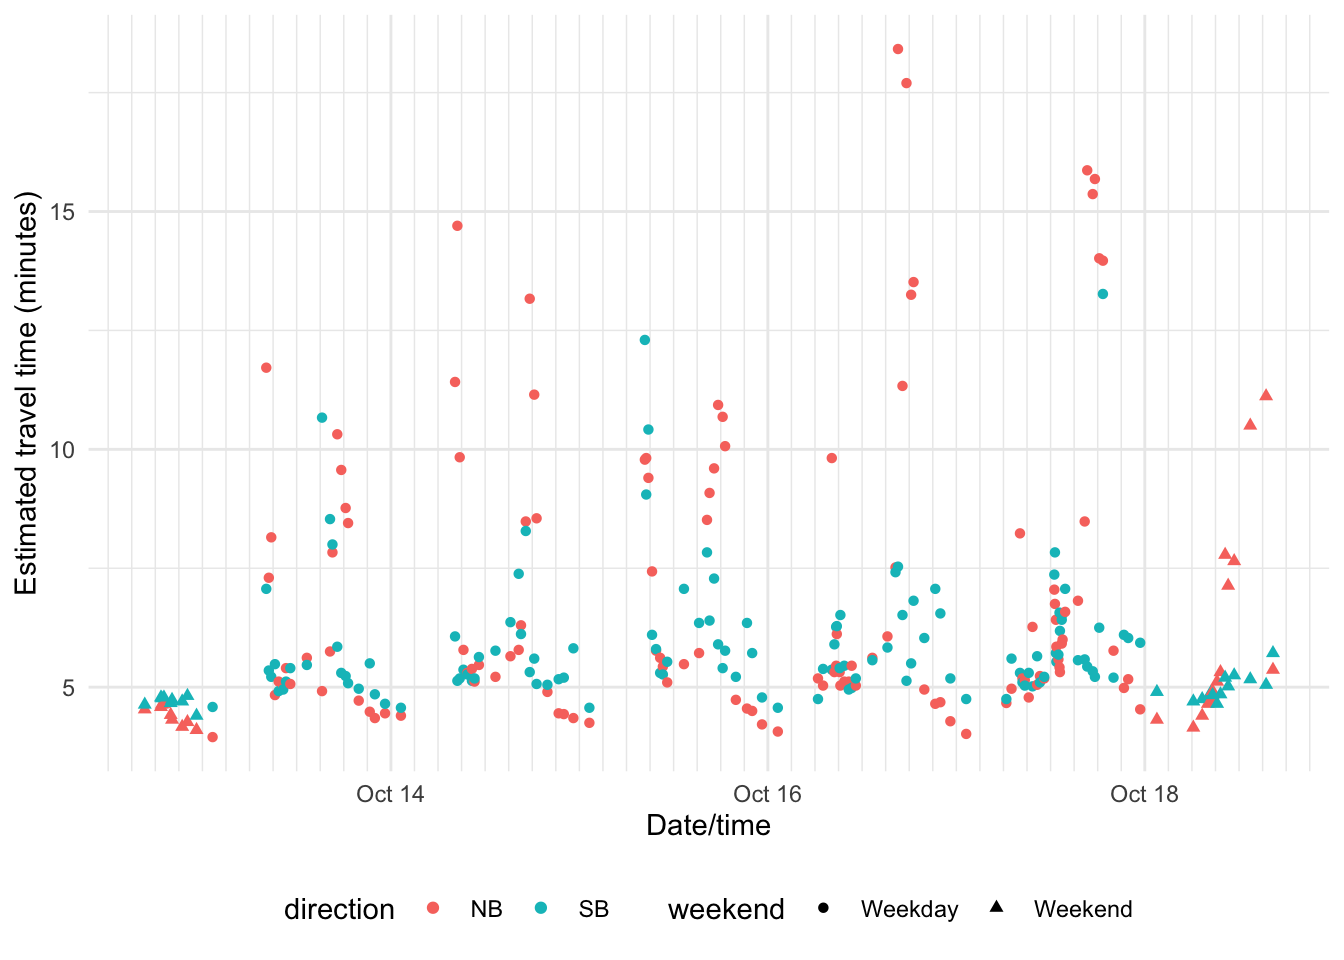 Estimated travel time (minutes)
15
10
5
Oct 14 Oct 16 Oct 18
Date/time
direction NB SB weekend Weekday Weekend